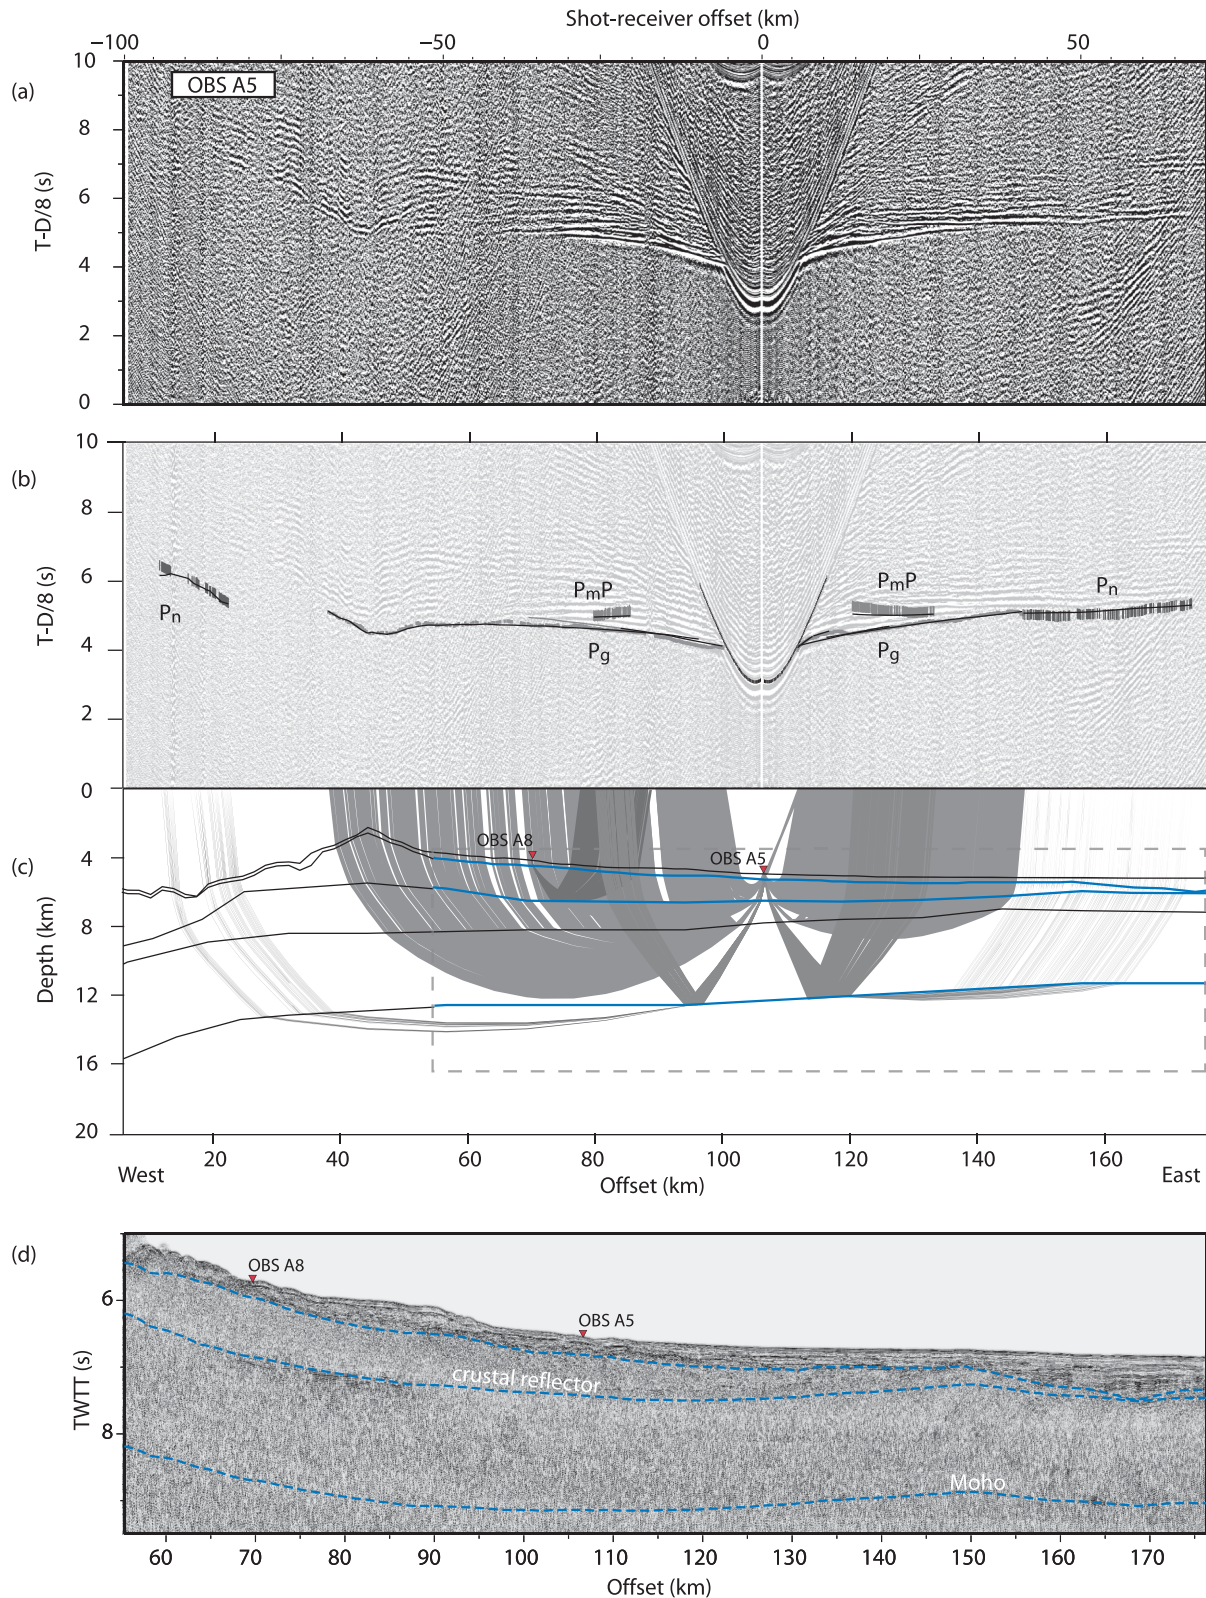 Shot-receiver offset (km)
−100 −50 0 50
(a)
OBS A5
10
8
6
4
2
0
T-D/8 (s)
(b)
10
8
6
4
2
0
T-D/8 (s)
Pn
PmP
Pg
PmP
Pg
Pn
(c)
OBS A8
OBS A5
4
8
12
16
20
Depth (km)
20 40 60 80 100 120 140 160
West
Offset (km)
East
(d)
OBS A8
OBS A5
6
8
TWTT (s)
crustal reflector
Moho
60 70 80 90 100 110 120 130 140 150 160 170
Offset (km)